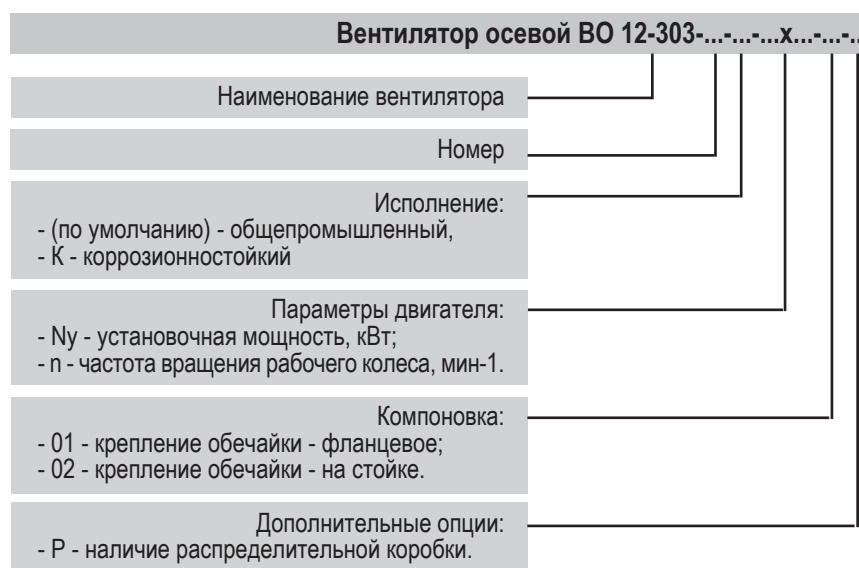 Вентилятор осевой ВО 12-303-...-...-...х...-...-..
Наименование вентилятора
Номер
Исполнение:
- (по умолчанию) - общепромышленный,
- К - коррозионностойкий
Параметры двигателя:
- Ny - установочная мощность, кВт;
- n - частота вращения рабочего колеса, мин-1.
Компоновка:
- 01 - крепление обечайки - фланцевое;
- 02 - крепление обечайки - на стойке.
Дополнительные опции:
- Р - наличие распределительной коробки.